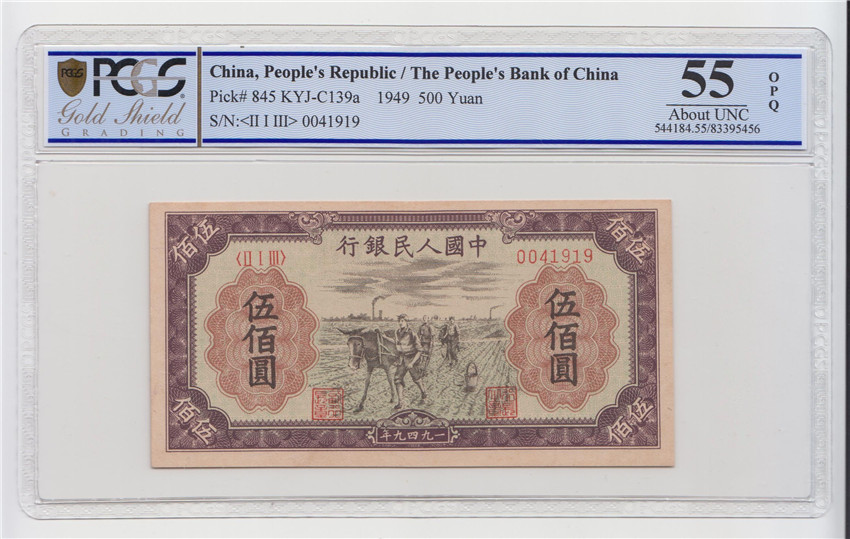 PCGS
Gold Shield
GRADING
China, People's Republic / The People's Bank of China
Pick# 845 KYJ-C139a 1949 500 Yuan
S/N:<II I III> 0041919
55
About UNC
544184.55/83395456
OPQ
佰伍
佰伍
行銀民人國中
〈II I III〉
0041919
伍佰圓
伍佰圓
佰伍
佰伍
年九四九一